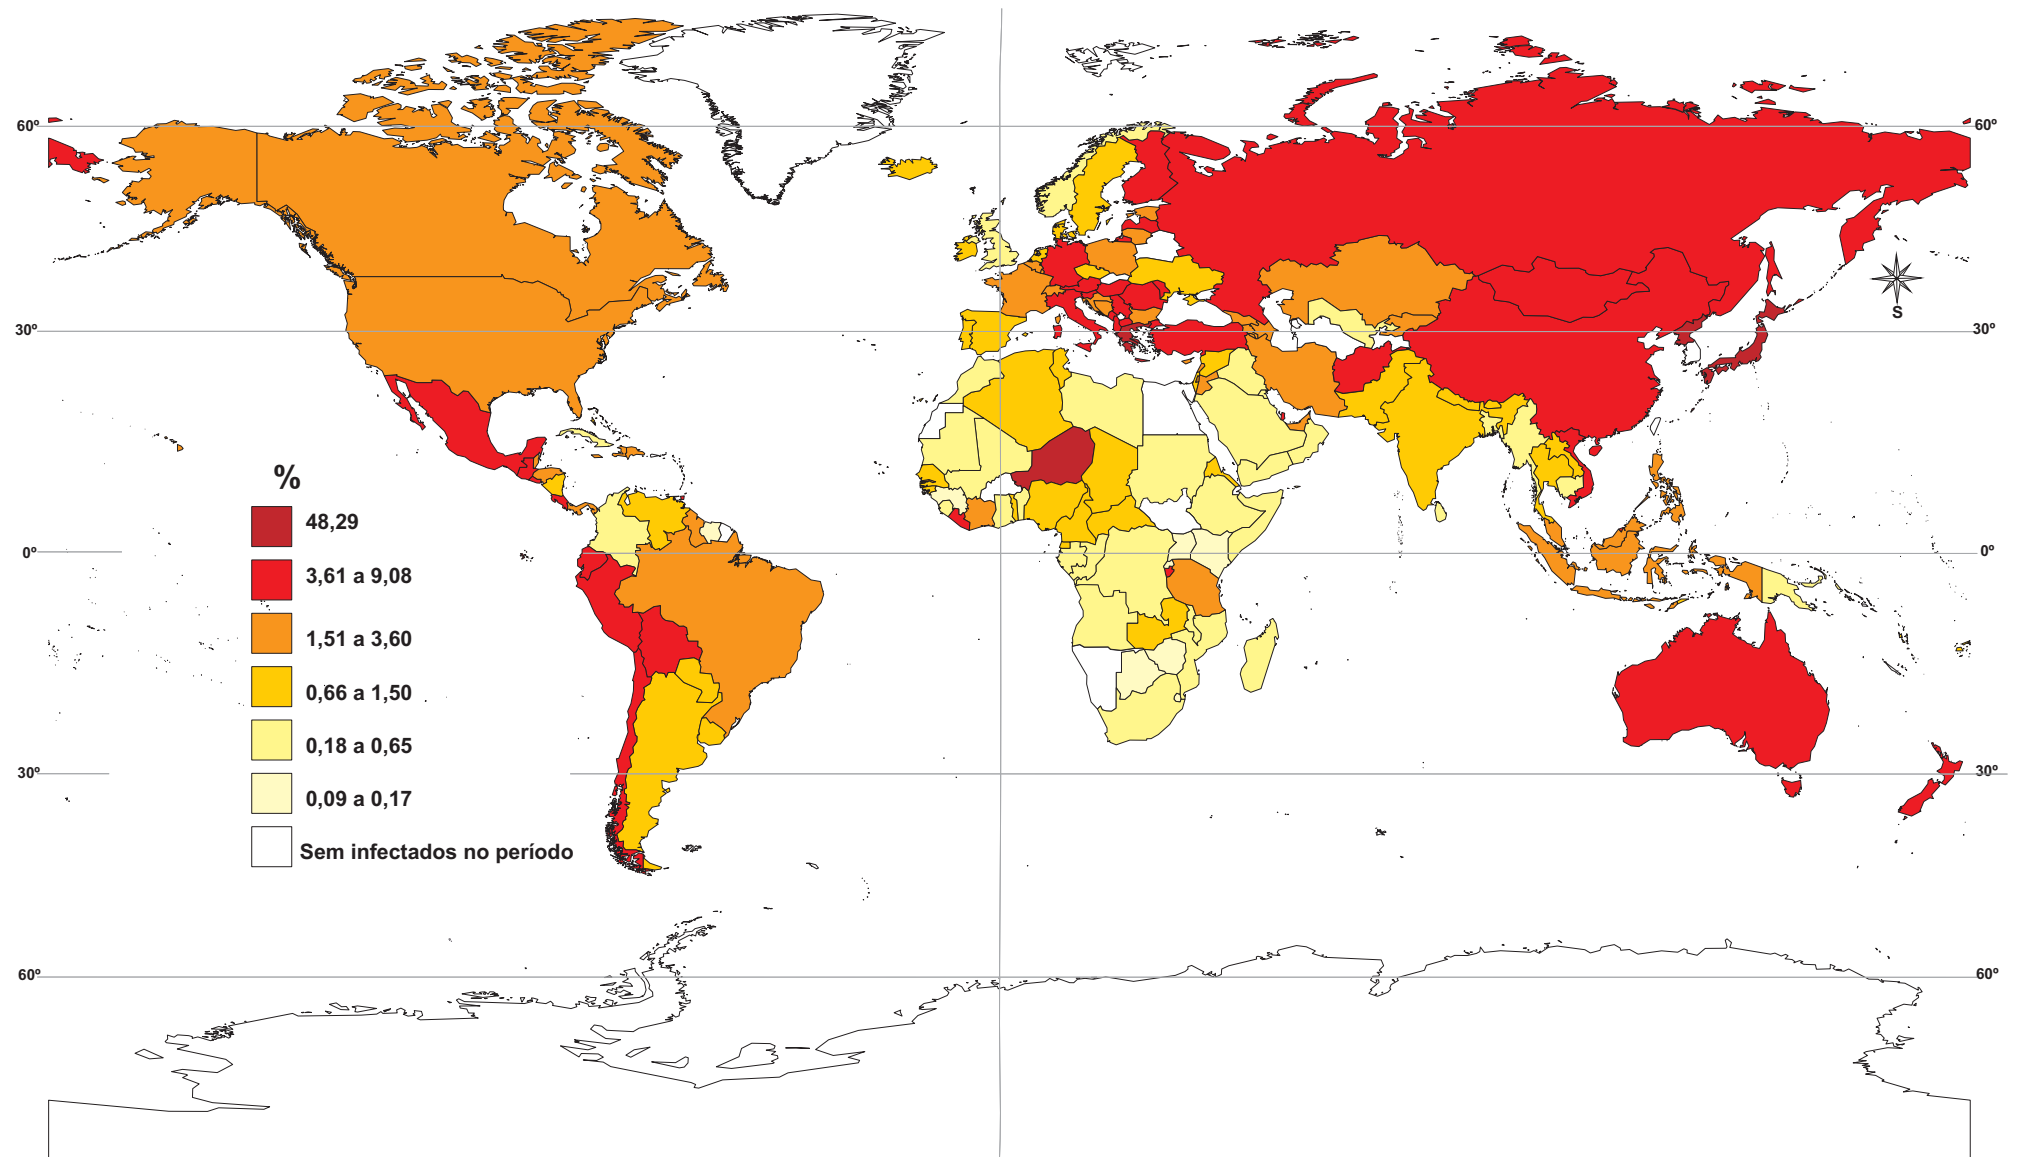 60º 60º
S
30º 30º
%
48,29
0º 0º
3,61 a 9,08
1,51 a 3,60
0,66 a 1,50
0,18 a 0,65
30º 30º
0,09 a 0,17
Sem infectados no período
60º 60º